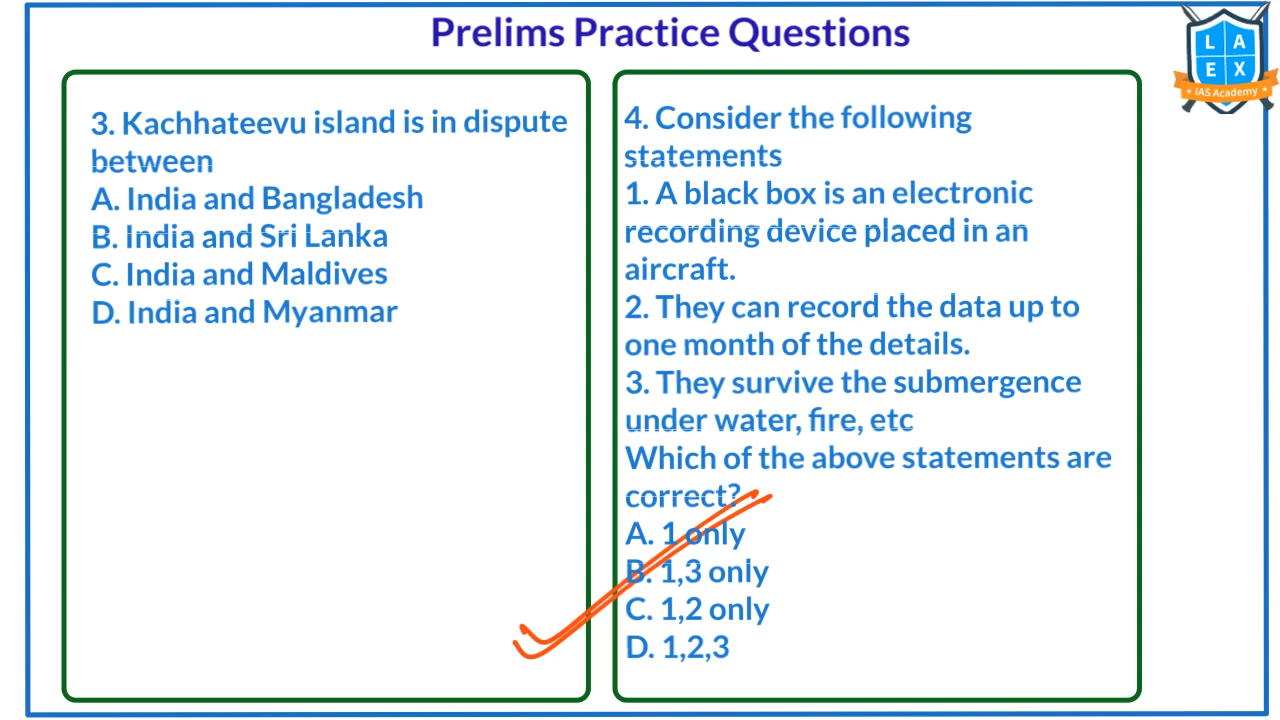 Prelims Practice Questions
L A
E X
IAS Academy
3. Kachhateevu island is in dispute
between
A. India and Bangladesh
B. India and Sri Lanka
C. India and Maldives
D. India and Myanmar
4. Consider the following
statements
1. A black box is an electronic
recording device placed in an
aircraft.
2. They can record the data up to
one month of the details.
3. They survive the submergence
under water, fire, etc
Which of the above statements are
correct?
A. 1 only
B. 1,3 only
C. 1,2 only
D. 1,2,3